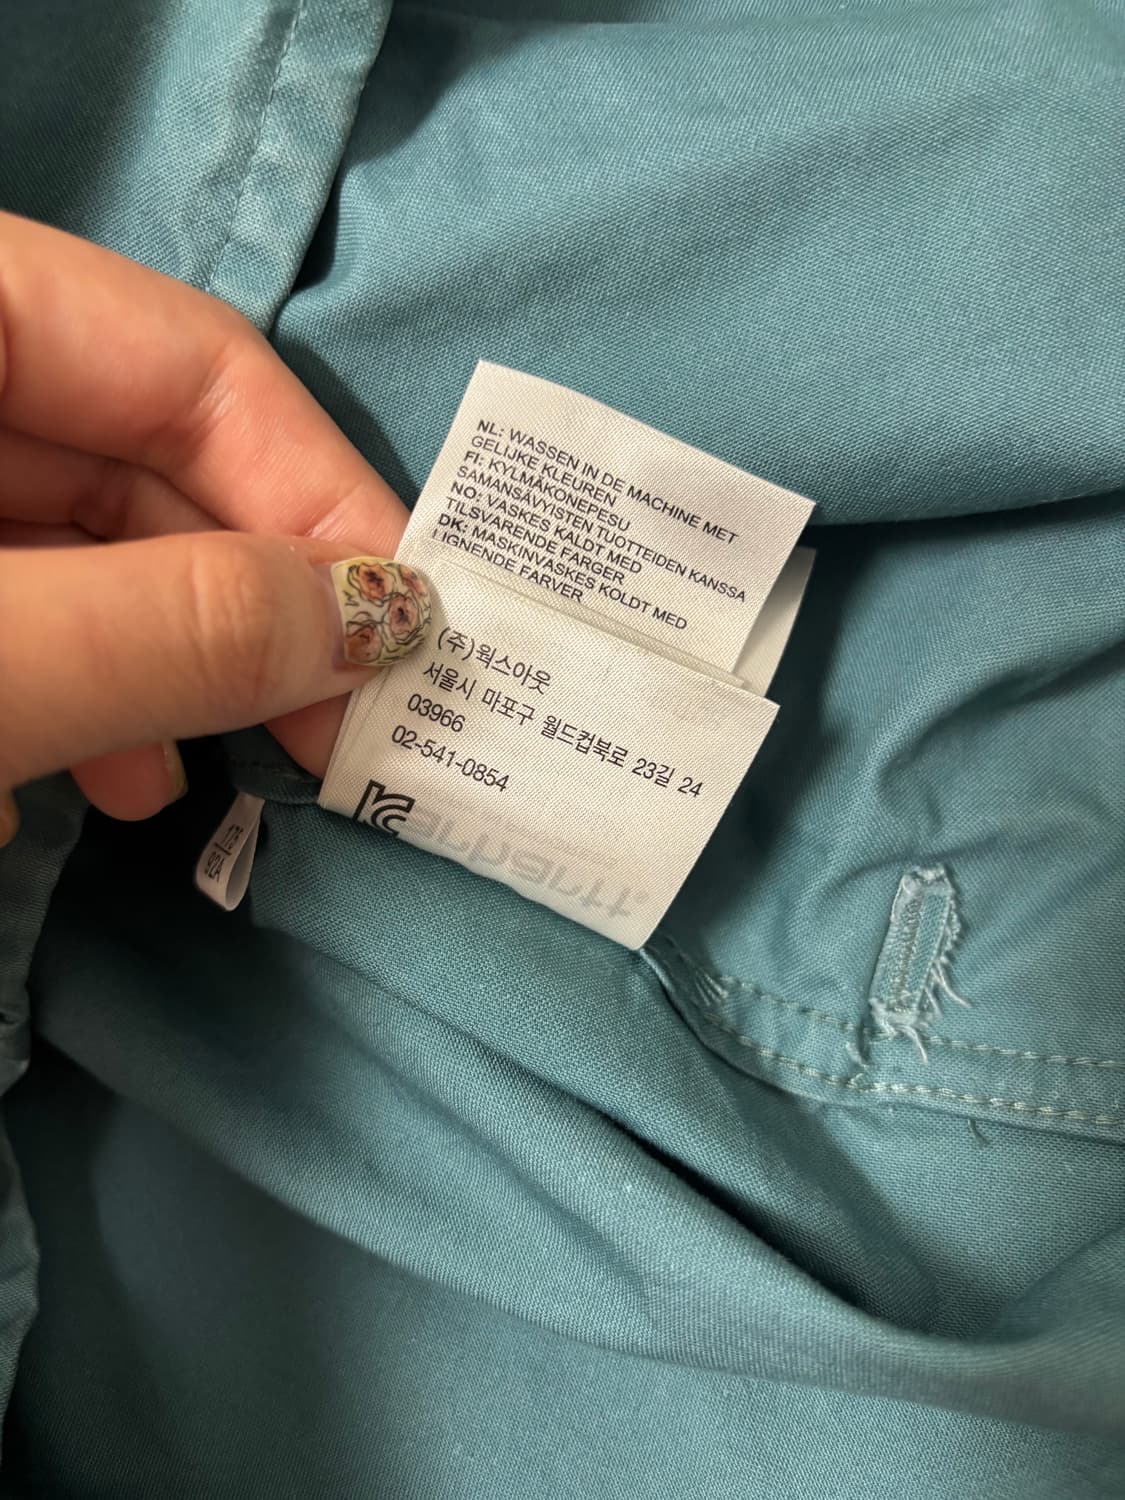 NL: WASSEN IN DE MACHINE MET
GELIJKE KLEUREN
FI: KYLMÄKONEPESU
SAMANSÄVYISTEN TUOTTEIDEN KANSSA
NO: VASKES KALDT MED
TILSVARENDE FARGER
DK: MASKINVASKES KOLDT MED
LIGNENDE FARVER
(주)웍스아웃
서울시 마포구 월드컵북로 23길 24
03966
02-541-0854
175
92A